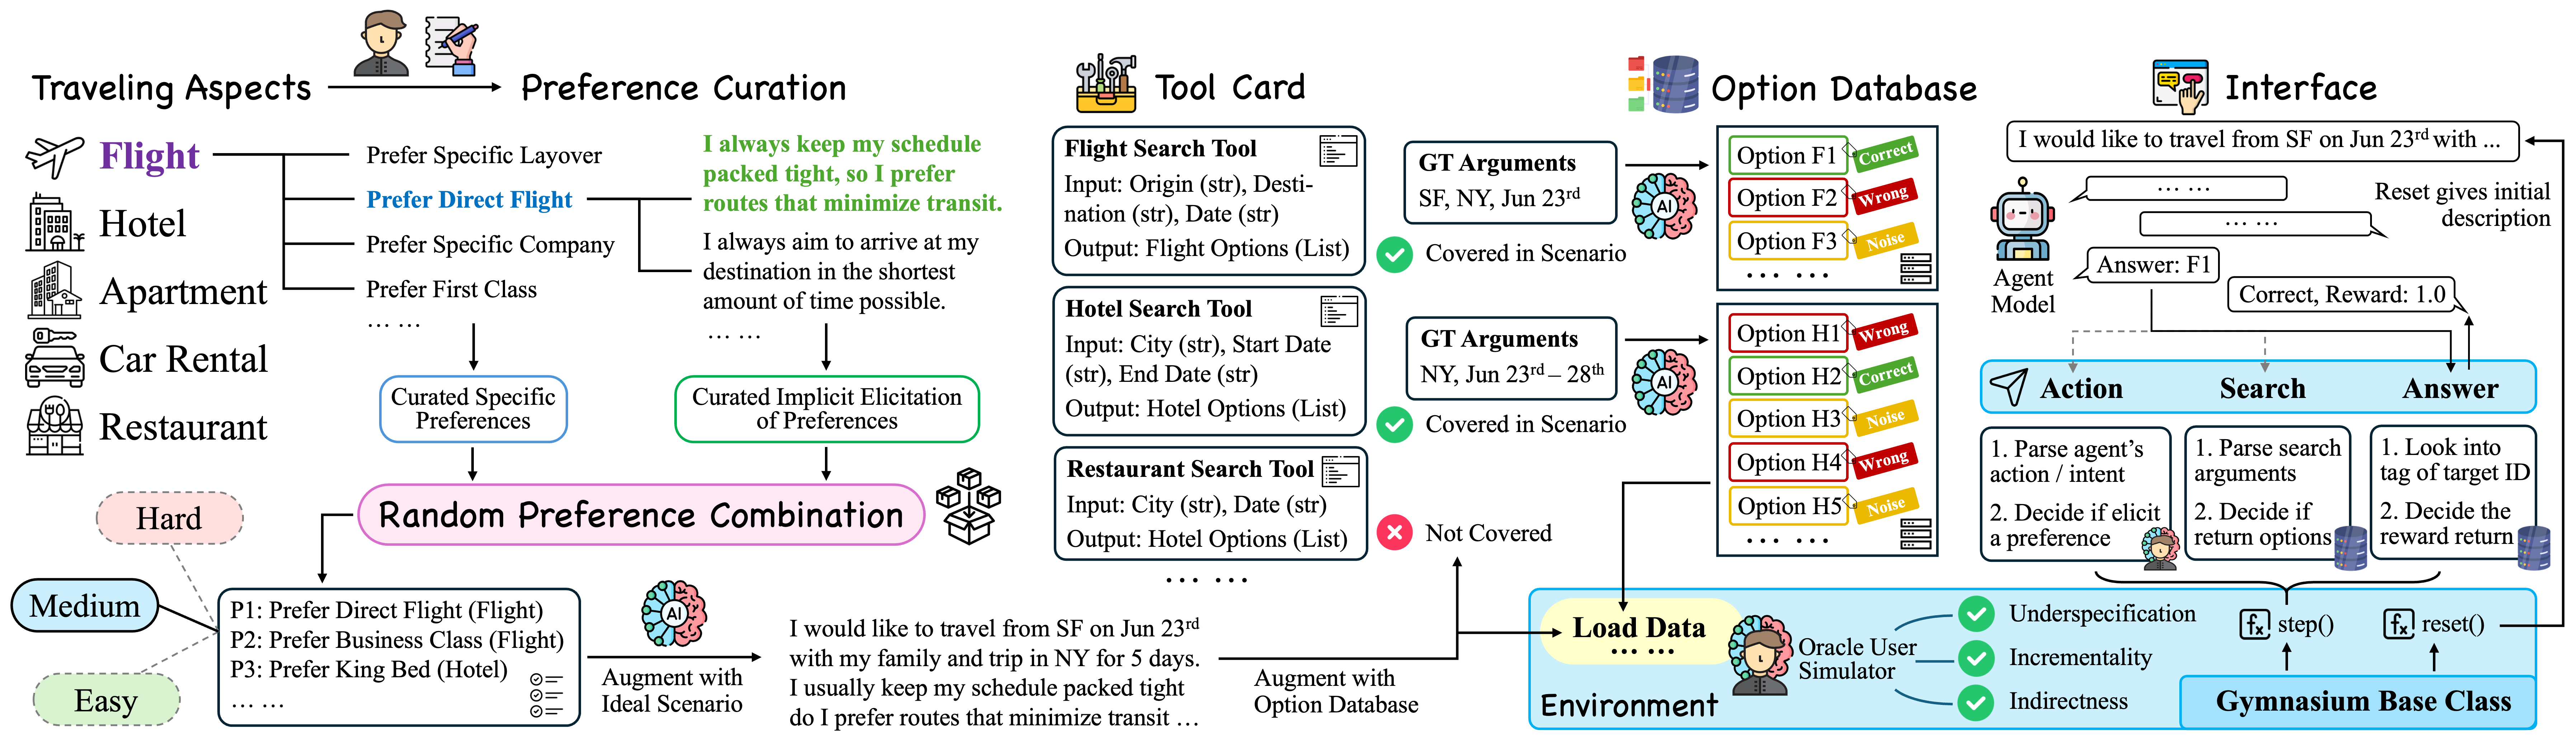 Traveling Aspects
Preference Curation
Flight
Hotel
Apartment
Car Rental
Restaurant
Prefer Specific Layover
Prefer Direct Flight
Prefer Specific Company
Prefer First Class
... ...
I always keep my schedule
packed tight, so I prefer
routes that minimize transit.
I always aim to arrive at my
destination in the shortest
amount of time possible.
... ...
Curated Specific
Preferences
Curated Implicit Elicitation
of Preferences
Random Preference Combination
Hard
Medium
Easy
P1: Prefer Direct Flight (Flight)
P2: Prefer Business Class (Flight)
P3: Prefer King Bed (Hotel)
... ...
AI
Augment with
Ideal Scenario
I would like to travel from SF on Jun 23rd
with my family and trip in NY for 5 days.
I usually keep my schedule packed tight
do I prefer routes that minimize transit ...
Augment with
Option Database
Tool Card
Flight Search Tool
Input: Origin (str), Desti-
nation (str), Date (str)
Output: Flight Options (List)
Hotel Search Tool
Input: City (str), Start Date
(str), End Date (str)
Output: Hotel Options (List)
Restaurant Search Tool
Input: City (str), Date (str)
Output: Hotel Options (List)
... ...
GT Arguments
SF, NY, Jun 23rd
Covered in Scenario
AI
GT Arguments
NY, Jun 23rd – 28th
Covered in Scenario
AI
Not Covered
Option Database
Option F1 Correct
Option F2 Wrong
Option F3 Noise
... ...
Option H1 Wrong
Option H2 Correct
Option H3 Noise
Option H4 Wrong
Option H5 Noise
... ...
Interface
I would like to travel from SF on Jun 23rd with ...
... ...
... ...
Reset gives initial
description
Agent
Model
Answer: F1
Correct, Reward: 1.0
Action
Search
Answer
1. Parse agent's
action / intent
2. Decide if elicit
a preference
1. Parse search
arguments
2. Decide if
return options
1. Look into
tag of target ID
2. Decide the
reward return
Load Data
... ...
Environment
Oracle User
Simulator
Underspecification
Incrementality
Indirectness
fx step()
fx reset()
Gymnasium Base Class